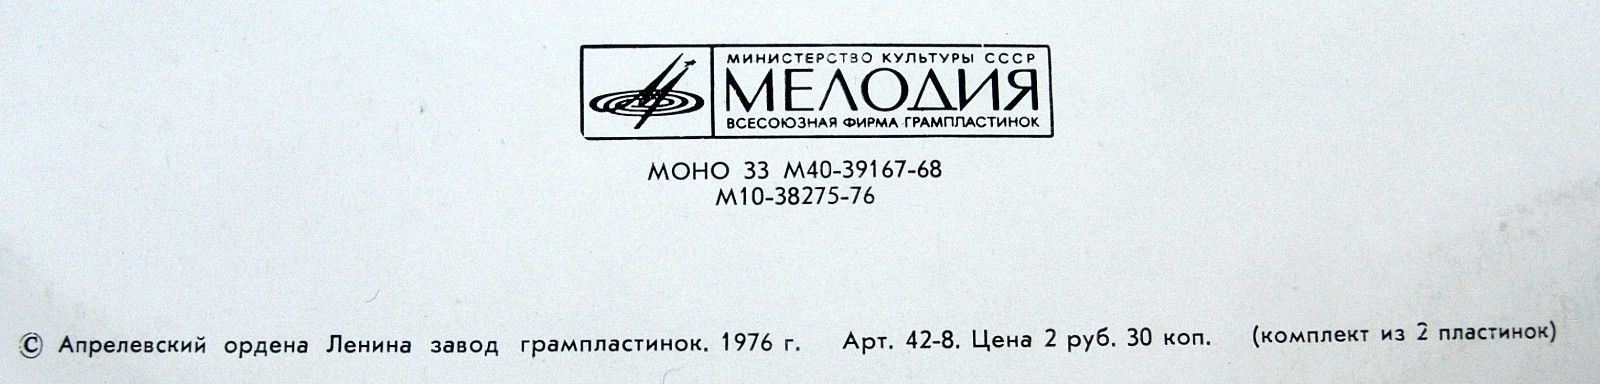 МИНИСТЕРСТВО КУЛЬТУРЫ СССР
МЕЛОДИЯ
ВСЕСОЮЗНАЯ ФИРМА ГРАМПЛАСТИНОК
МОНО 33 М40-39167-68
М10-38275-76
© Апрелевский ордена Ленина завод грампластинок. 1976 г. Арт. 42-8. Цена 2 руб. 30 коп. (комплект из 2 пластинок)